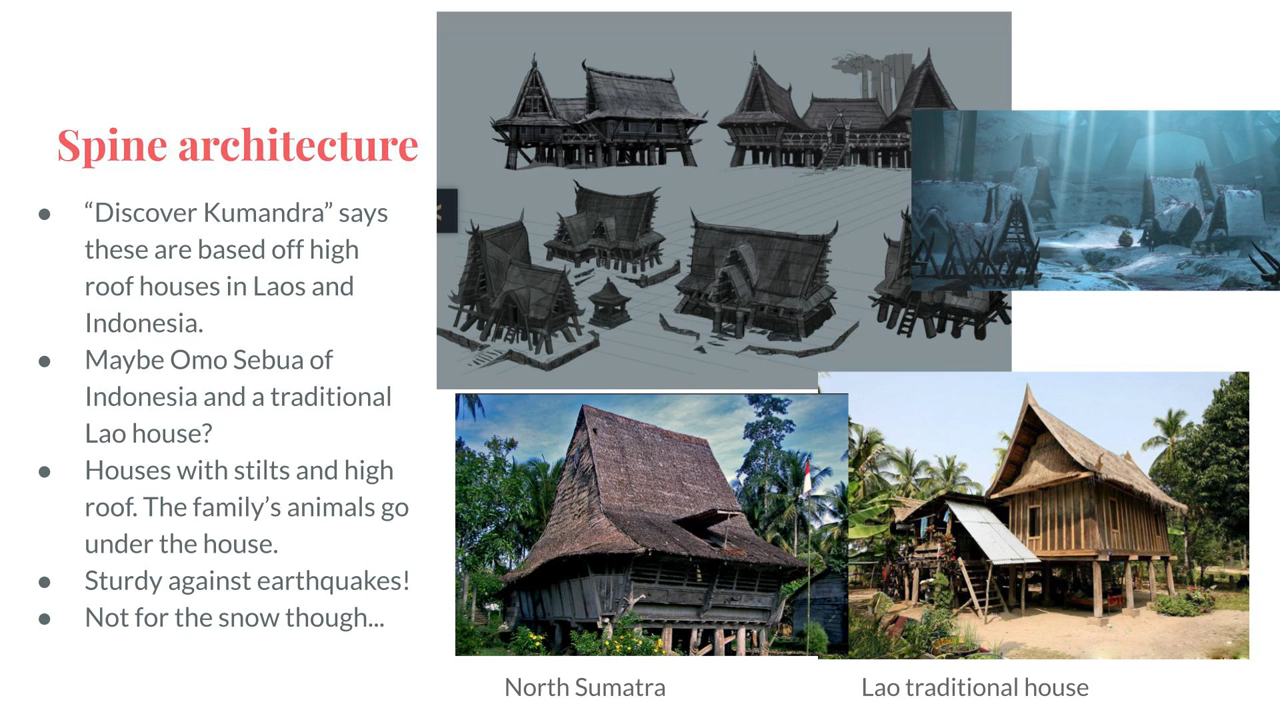 Spine architecture
● “Discover Kumandra” says
these are based off high
roof houses in Laos and
Indonesia.
● Maybe Omo Sebua of
Indonesia and a traditional
Lao house?
● Houses with stilts and high
roof. The family’s animals go
under the house.
● Sturdy against earthquakes!
● Not for the snow though...
North Sumatra
Lao traditional house